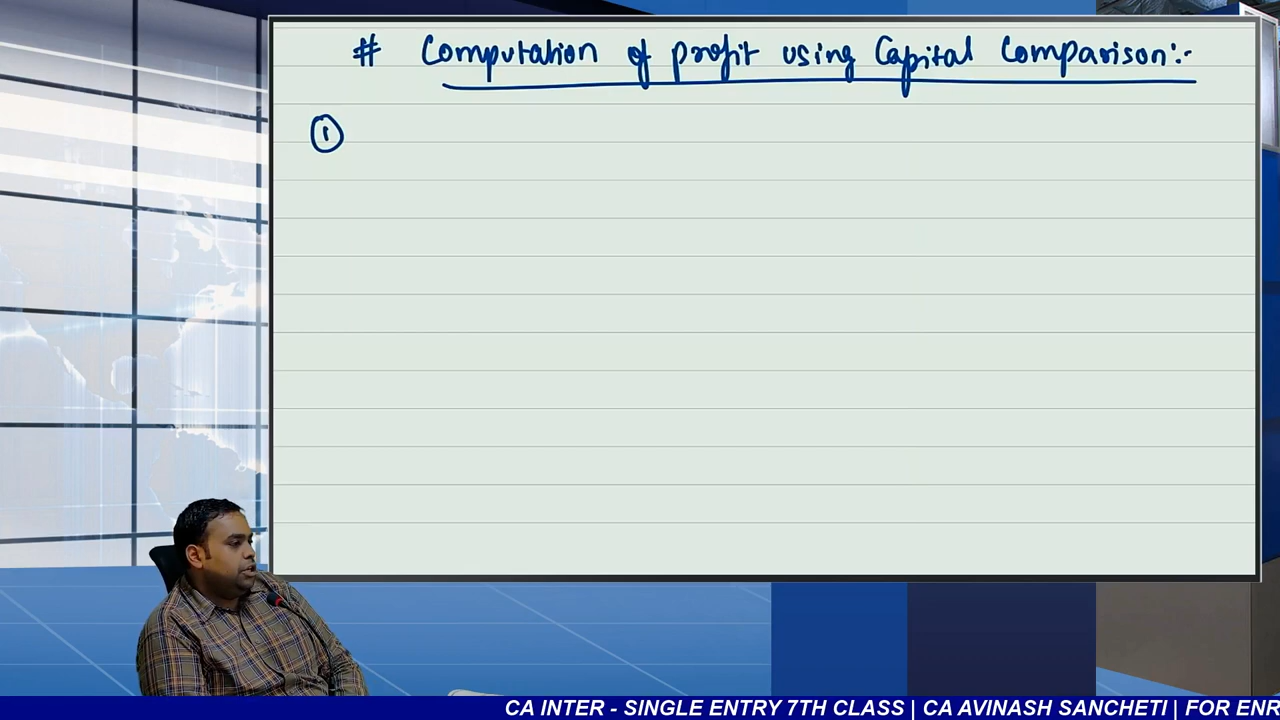 # Computation of profit using Capital Comparison:-
①
CA INTER - SINGLE ENTRY 7TH CLASS | CA AVINASH SANCHETI | FOR ENR